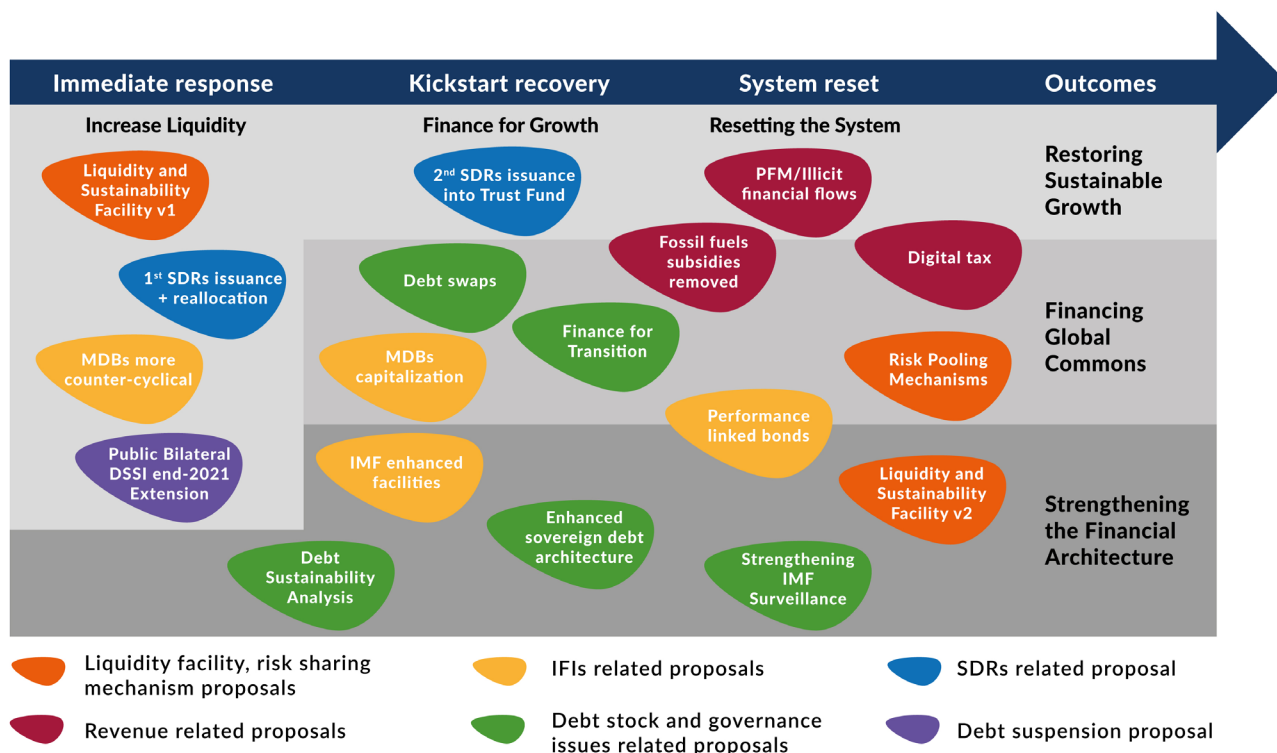 Immediate response
Kickstart recovery
System reset
Outcomes
Increase Liquidity
Finance for Growth
Resetting the System
Liquidity and
Sustainability
Facility v1
2nd SDRs issuance
into Trust Fund
PFM/Illicit
financial flows
Restoring
Sustainable
Growth
1st SDRs issuance
+ reallocation
Debt swaps
Fossil fuels
subsidies
removed
Digital tax
Finance for
Transition
Financing
Global
Commons
MDBs more
counter-cyclical
MDBs
capitalization
Risk Pooling
Mechanisms
Performance
linked bonds
Public Bilateral
DSSI end-2021
Extension
IMF enhanced
facilities
Liquidity and
Sustainability
Facility v2
Strengthening
the Financial
Architecture
Enhanced
sovereign debt
architecture
Debt
Sustainability
Analysis
Strengthening
IMF
Surveillance
Liquidity facility, risk sharing
mechanism proposals
IFIs related proposals
SDRs related proposal
Revenue related proposals
Debt stock and governance
issues related proposals
Debt suspension proposal